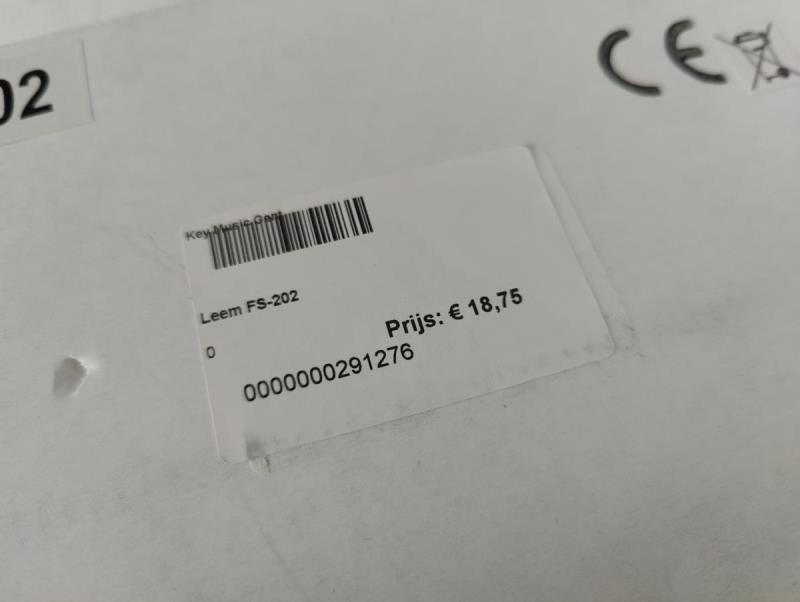 02
CE
Key Music Gent
Leem FS-202
0
Prijs: € 18,75
0000000291276